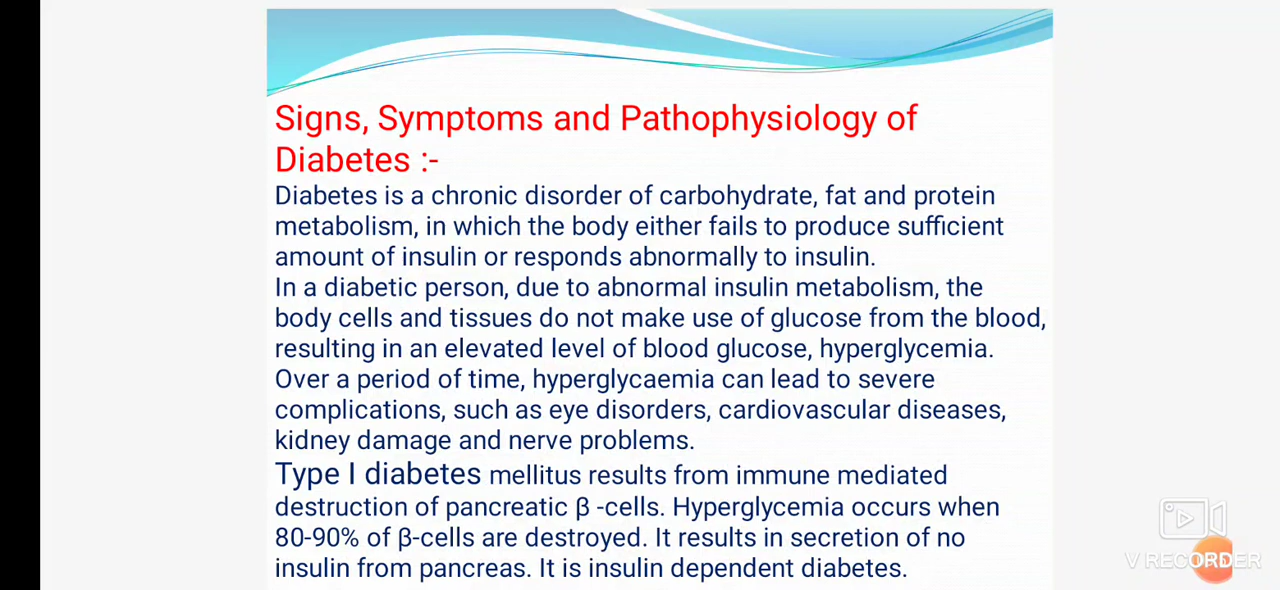 Signs, Symptoms and Pathophysiology of
Diabetes :-
Diabetes is a chronic disorder of carbohydrate, fat and protein
metabolism, in which the body either fails to produce sufficient
amount of insulin or responds abnormally to insulin.
In a diabetic person, due to abnormal insulin metabolism, the
body cells and tissues do not make use of glucose from the blood,
resulting in an elevated level of blood glucose, hyperglycemia.
Over a period of time, hyperglycaemia can lead to severe
complications, such as eye disorders, cardiovascular diseases,
kidney damage and nerve problems.
Type I diabetes mellitus results from immune mediated
destruction of pancreatic β -cells. Hyperglycemia occurs when
80-90% of β-cells are destroyed. It results in secretion of no
insulin from pancreas. It is insulin dependent diabetes.
V RECORDER